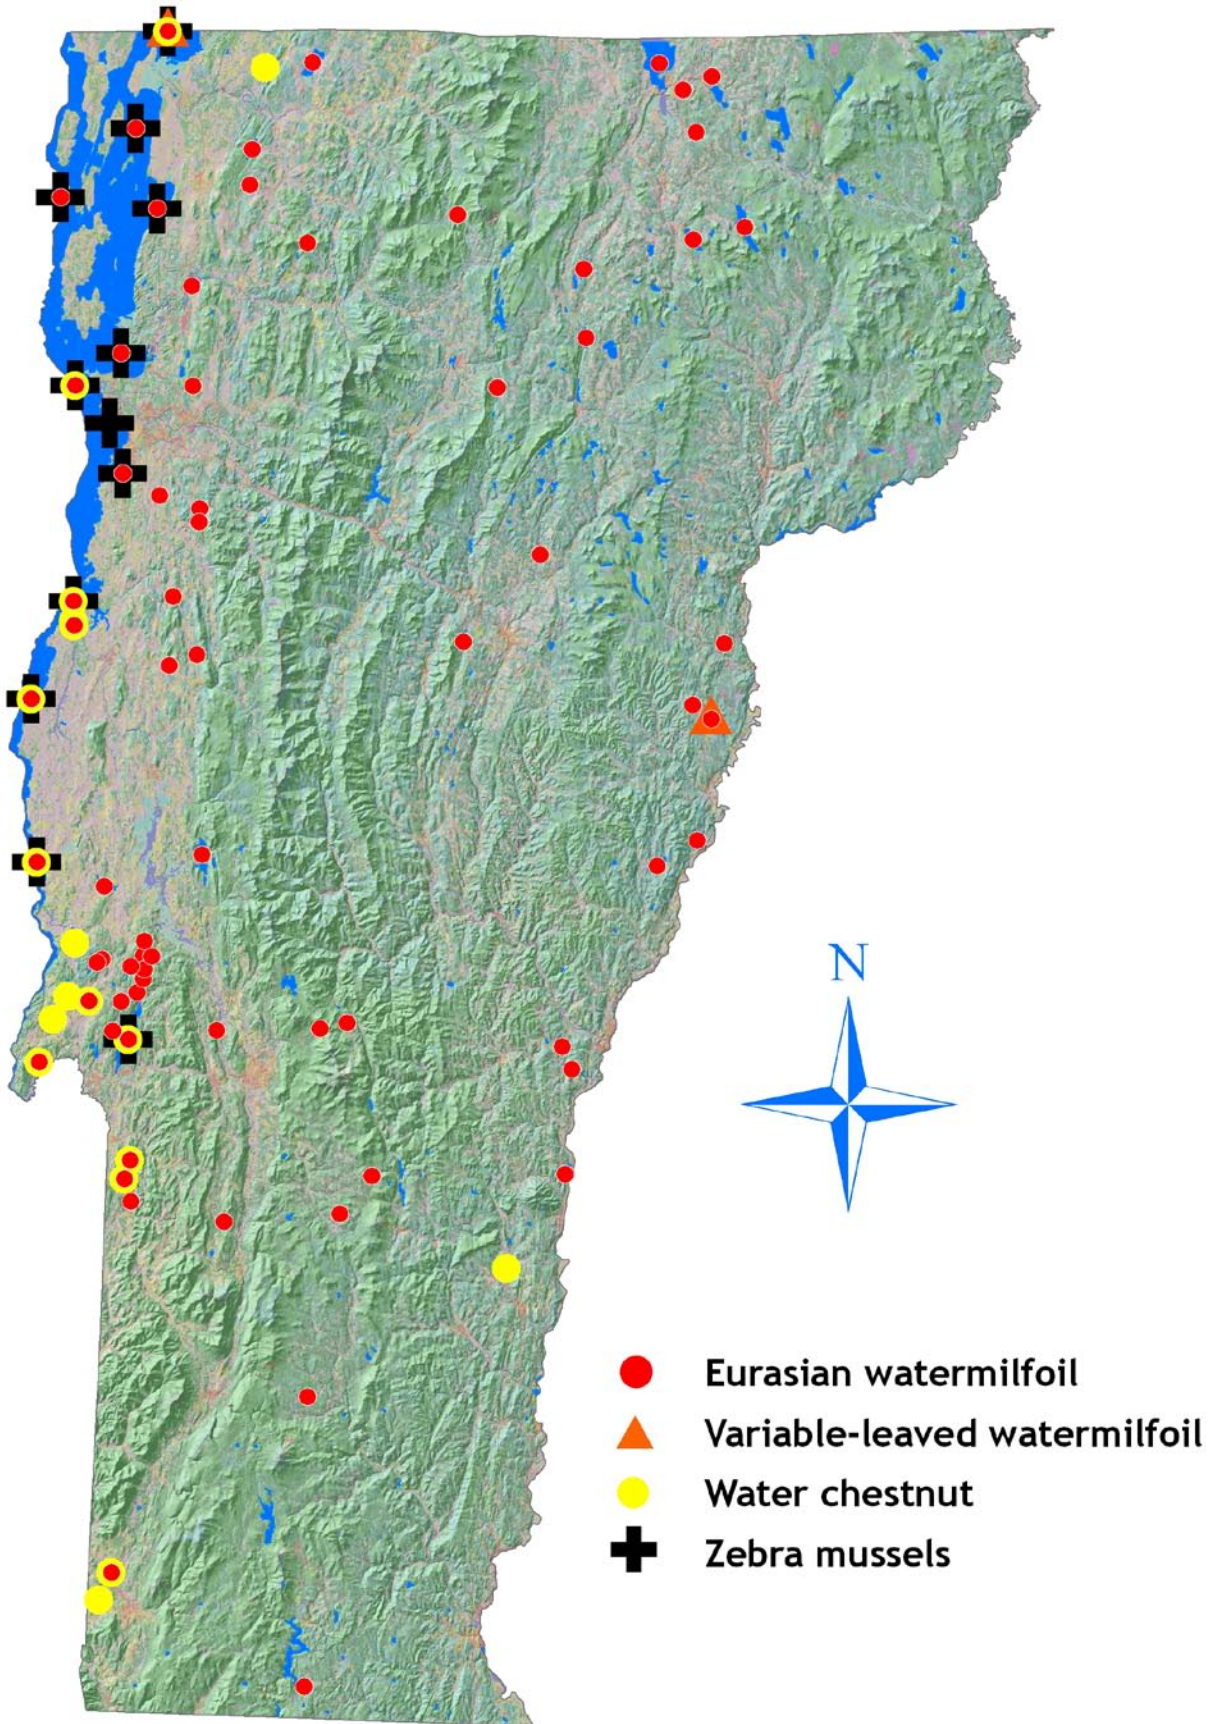 N
Eurasian watermilfoil
Variable-leaved watermilfoil
Water chestnut
Zebra mussels